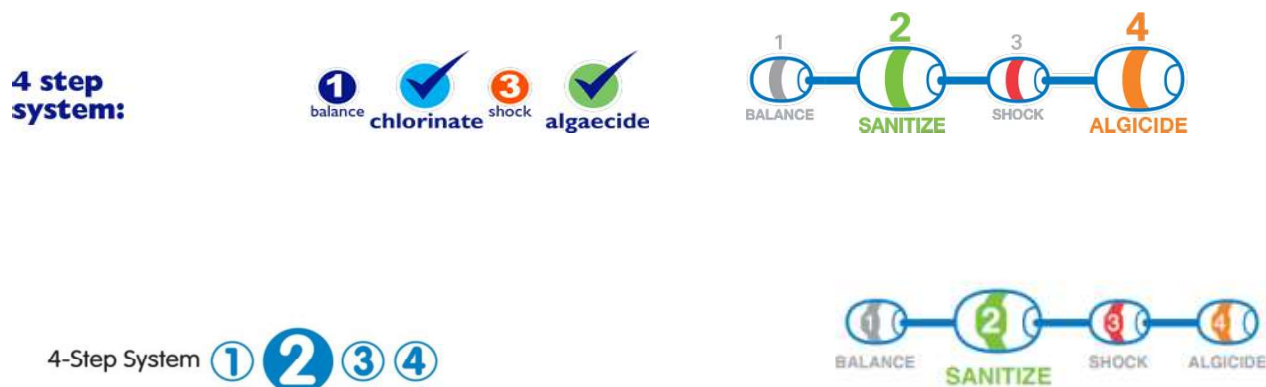 4 step
system:
1 3
balance chlorinate shock algaecide
1 2 3 4
BALANCE SANITIZE SHOCK ALGICIDE
4-Step System 1 2 3 4
1 2 3 4
BALANCE SANITIZE SHOCK ALGICIDE